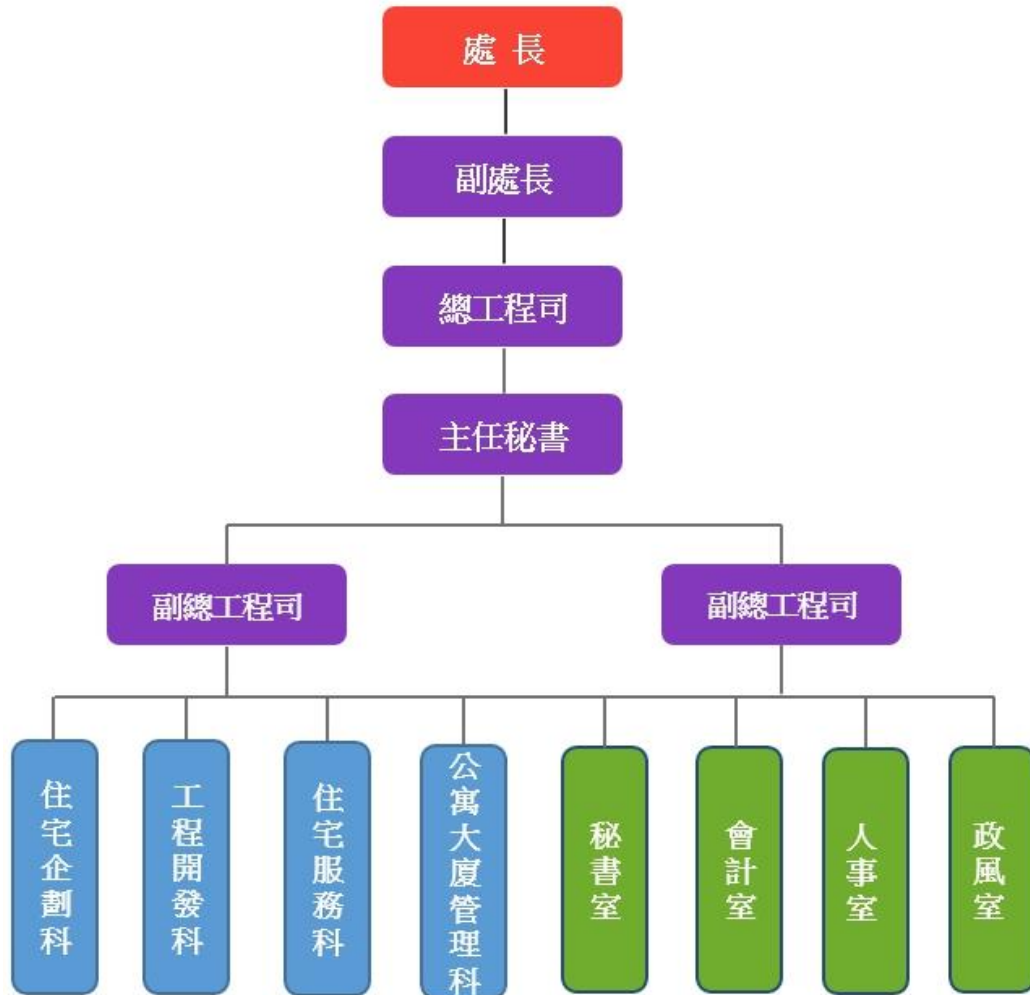 處 長
副處長
總工程司
主任秘書
副總工程司
副總工程司
住宅企劃科
工程開發科
住宅服務科
公寓大廈管理科
秘書室
會計室
人事室
政風室